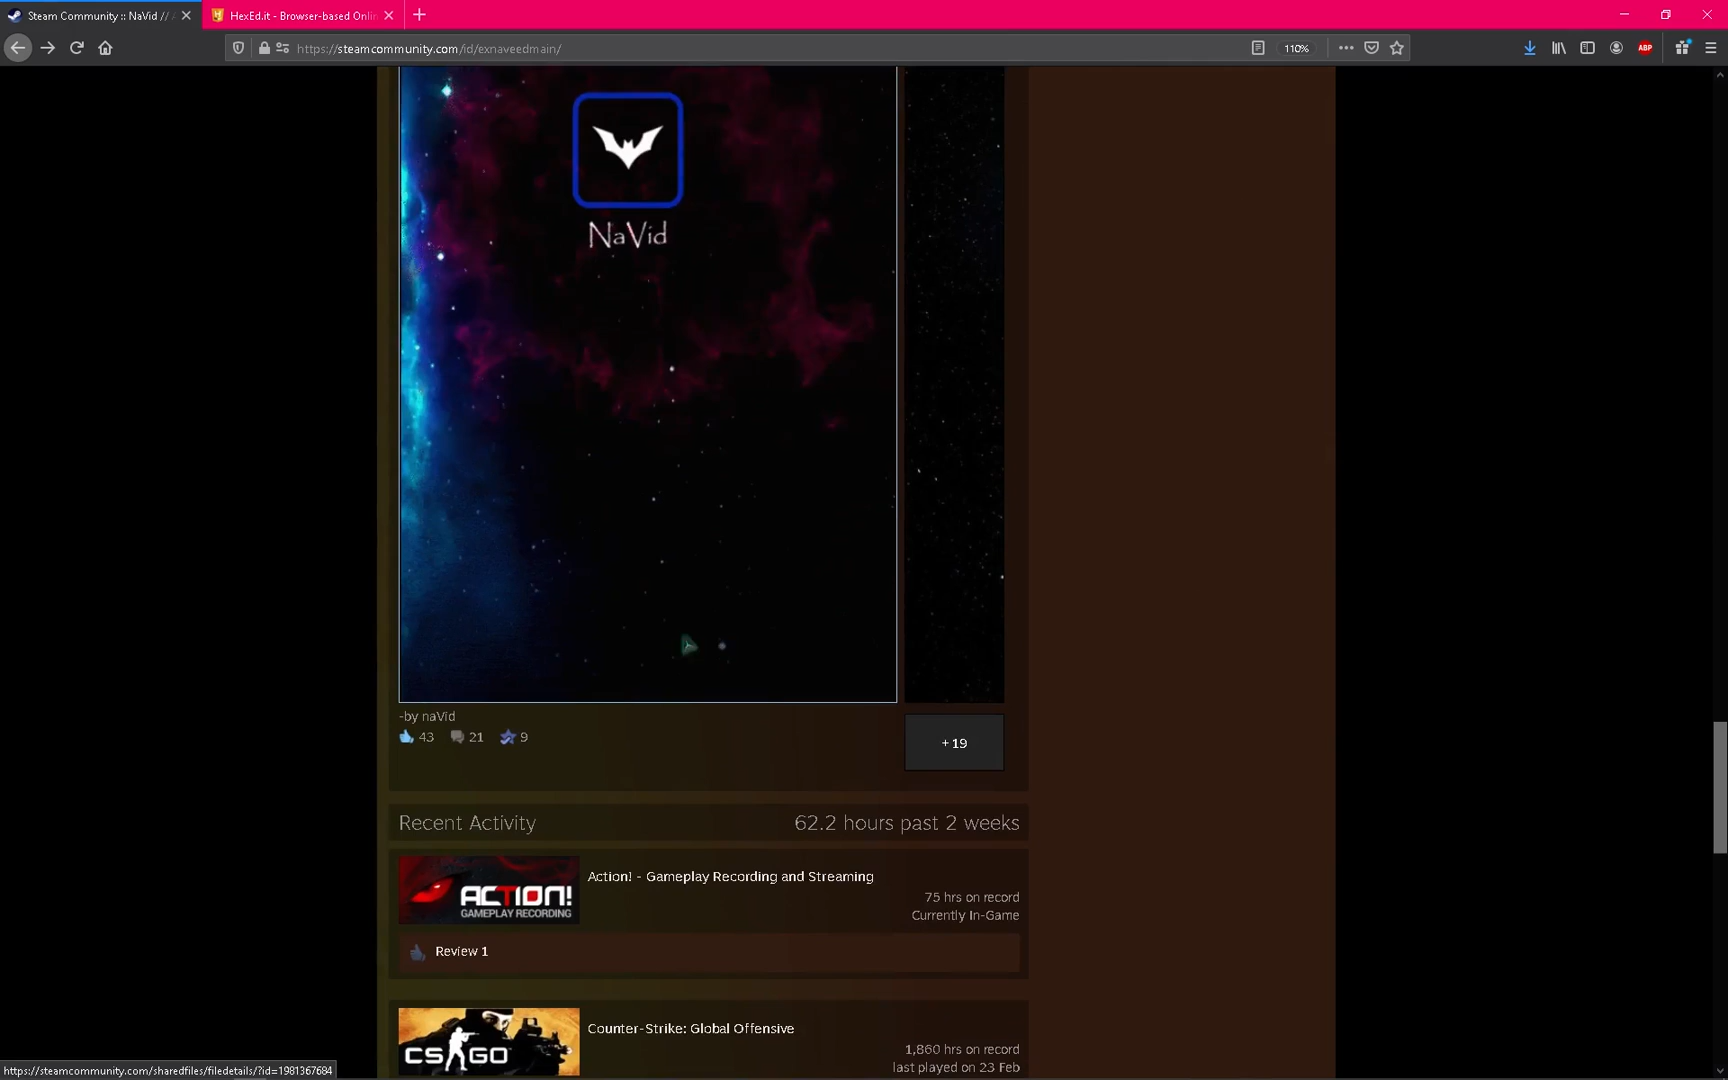 Steam Community :: NaVid // A
HexEd.it - Browser-based Onlin
https://steamcommunity.com/id/exnaveedmain/
110%
ABP
NaVid
-by naVid
43
21
9
+19
Recent Activity
62.2 hours past 2 weeks
ACTION!
GAMEPLAY RECORDING
Action! - Gameplay Recording and Streaming
75 hrs on record
Currently In-Game
Review 1
CS GO
Counter-Strike: Global Offensive
1,860 hrs on record
last played on 23 Feb
https://steamcommunity.com/sharedfiles/filedetails/?id=1981367684